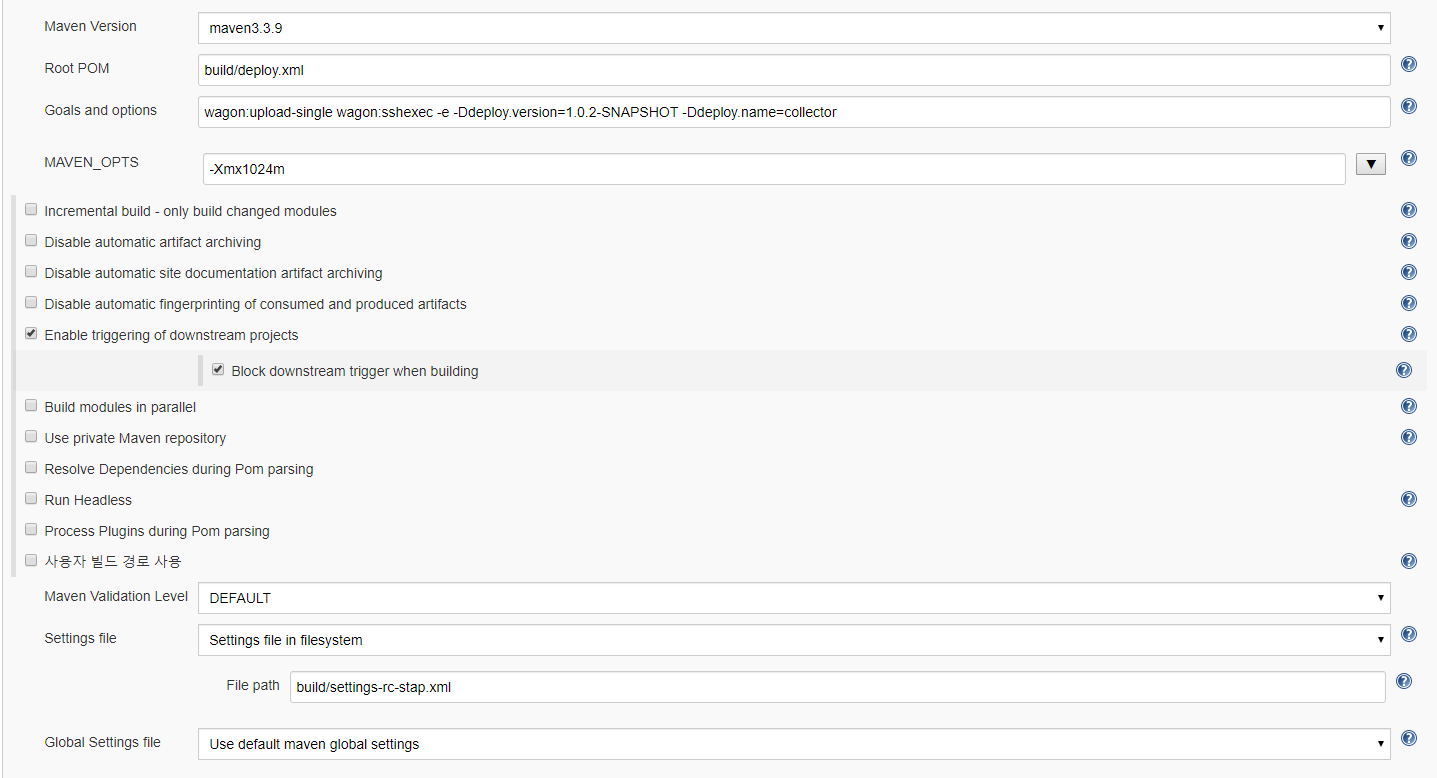 Maven Version maven3.3.9
Root POM build/deploy.xml
Goals and options wagon:upload-single wagon:sshexec -e -Ddeploy.version=1.0.2-SNAPSHOT -Ddeploy.name=collector
MAVEN_OPTS -Xmx1024m
Incremental build - only build changed modules
Disable automatic artifact archiving
Disable automatic site documentation artifact archiving
Disable automatic fingerprinting of consumed and produced artifacts
Enable triggering of downstream projects
Block downstream trigger when building
Build modules in parallel
Use private Maven repository
Resolve Dependencies during Pom parsing
Run Headless
Process Plugins during Pom parsing
사용자 빌드 경로 사용
Maven Validation Level DEFAULT
Settings file Settings file in filesystem
File path build/settings-rc-stap.xml
Global Settings file Use default maven global settings